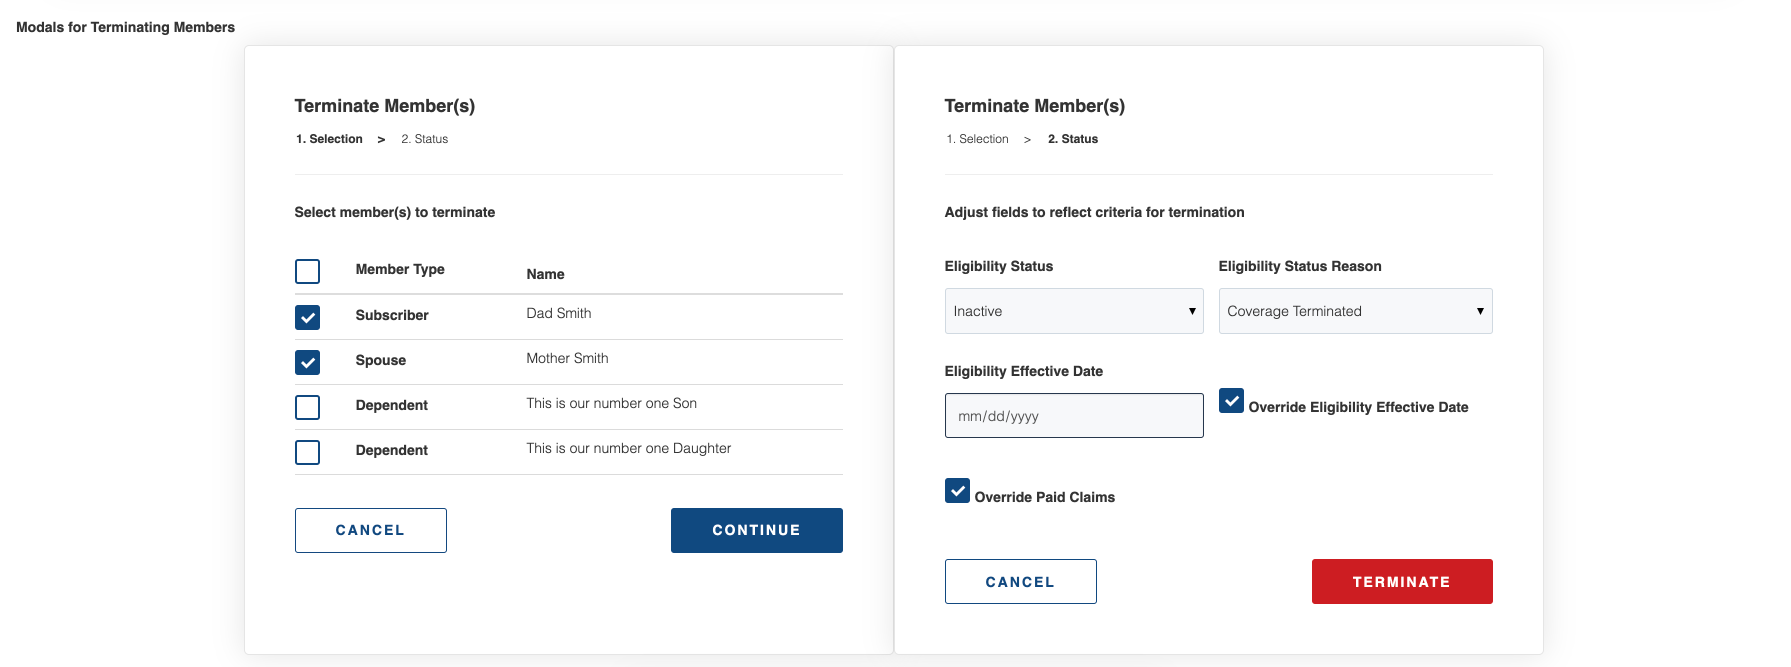 Modals for Terminating Members
Terminate Member(s)
1. Selection > 2. Status
Select member(s) to terminate
Member Type Name
Subscriber Dad Smith
Spouse Mother Smith
Dependent This is our number one Son
Dependent This is our number one Daughter
CANCEL CONTINUE
Terminate Member(s)
1. Selection > 2. Status
Adjust fields to reflect criteria for termination
Eligibility Status Eligibility Status Reason
Inactive Coverage Terminated
Eligibility Effective Date
mm/dd/yyyy Override Eligibility Effective Date
Override Paid Claims
CANCEL TERMINATE